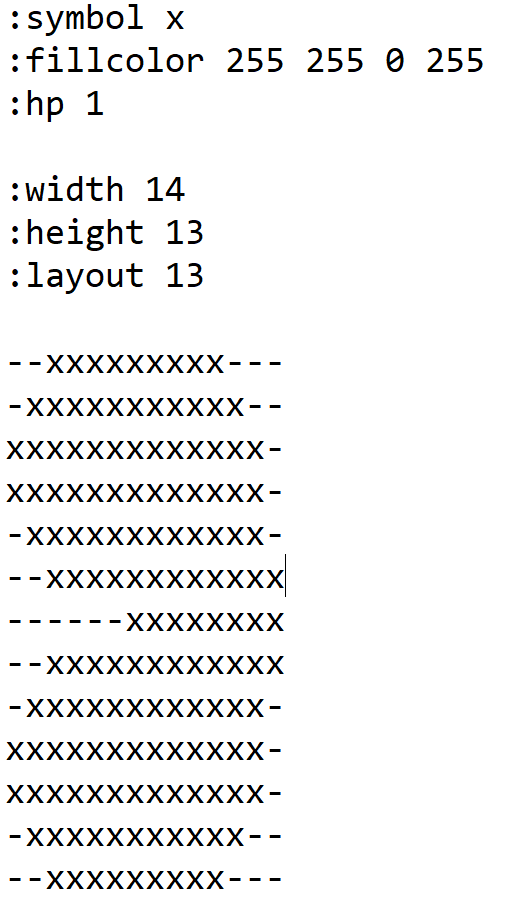 :symbol x
:fillcolor 255 255 0 255
:hp 1

:width 14
:height 13
:layout 13

--xxxxxxxxx---
-xxxxxxxxxxx--
xxxxxxxxxxxxx-
xxxxxxxxxxxxx-
-xxxxxxxxxxxx-
--xxxxxxxxxxxx
------xxxxxxxx
--xxxxxxxxxxxx
-xxxxxxxxxxxx-
xxxxxxxxxxxxx-
xxxxxxxxxxxxx-
-xxxxxxxxxxx--
--xxxxxxxxx---